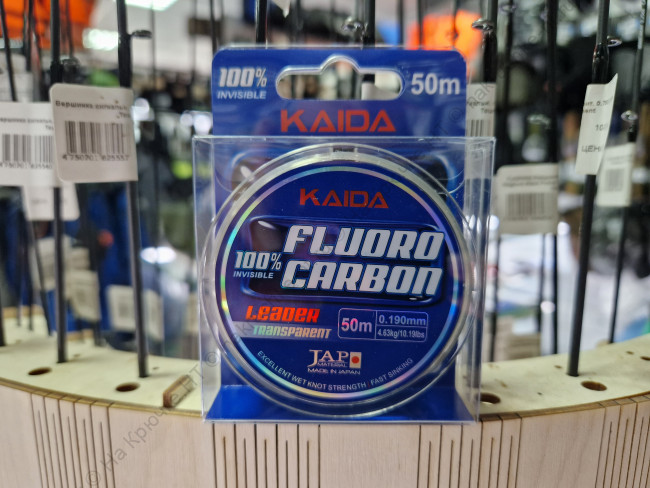 100%
INVISIBLE
50m
KAIDA
KAIDA
100%
INVISIBLE
FLUORO
CARBON
LEADER
TRANSPARENT
50m
0.190mm
4.63kg/10.19lbs
JAP
MATERIAL
MADE IN JAPAN
EXCELLENT WET KNOT STRENGTH FAST SINKING